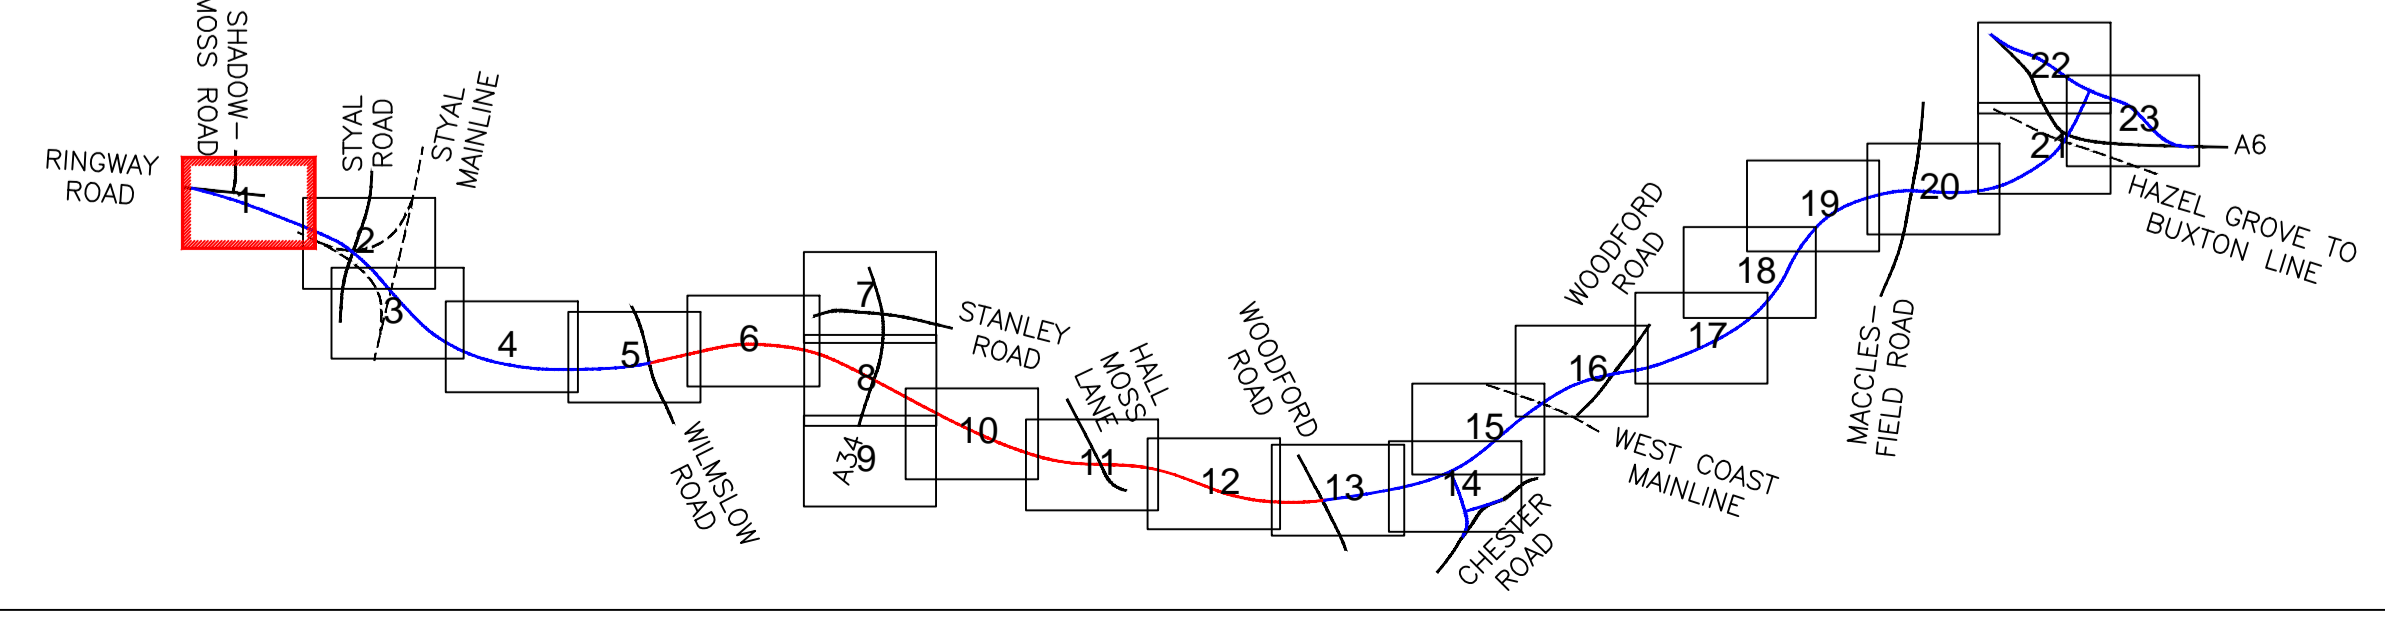 SHADOW-
MOSS ROAD
RINGWAY
ROAD
1
STYAL
ROAD
STYAL
MAINLINE
2
3
4
5
WILMSLOW
ROAD
6
7
STANLEY
ROAD
8
A34
9
10
HALL
MOSS
LANE
11
12
WOODFORD
ROAD
13
14
CHESTER
ROAD
15
WEST COAST
MAINLINE
16
WOODFORD
ROAD
17
18
19
MACCLES-
FIELD ROAD
20
21
22
23
A6
HAZEL GROVE TO
BUXTON LINE